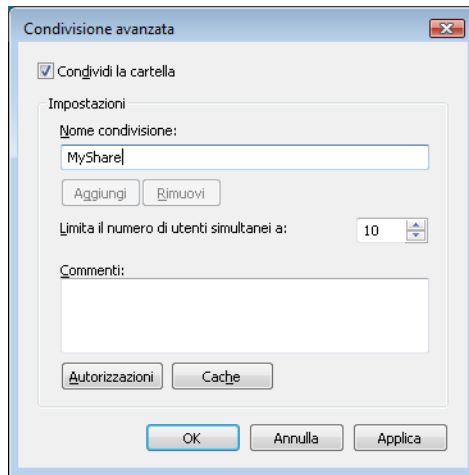 Condivisione avanzata
Condividi la cartella
Impostazioni
Nome condivisione:
MyShare
Aggiungi Rimuovi
Limita il numero di utenti simultanei a: 10
Commenti:
Autorizzazioni Cache
OK Annulla Applica